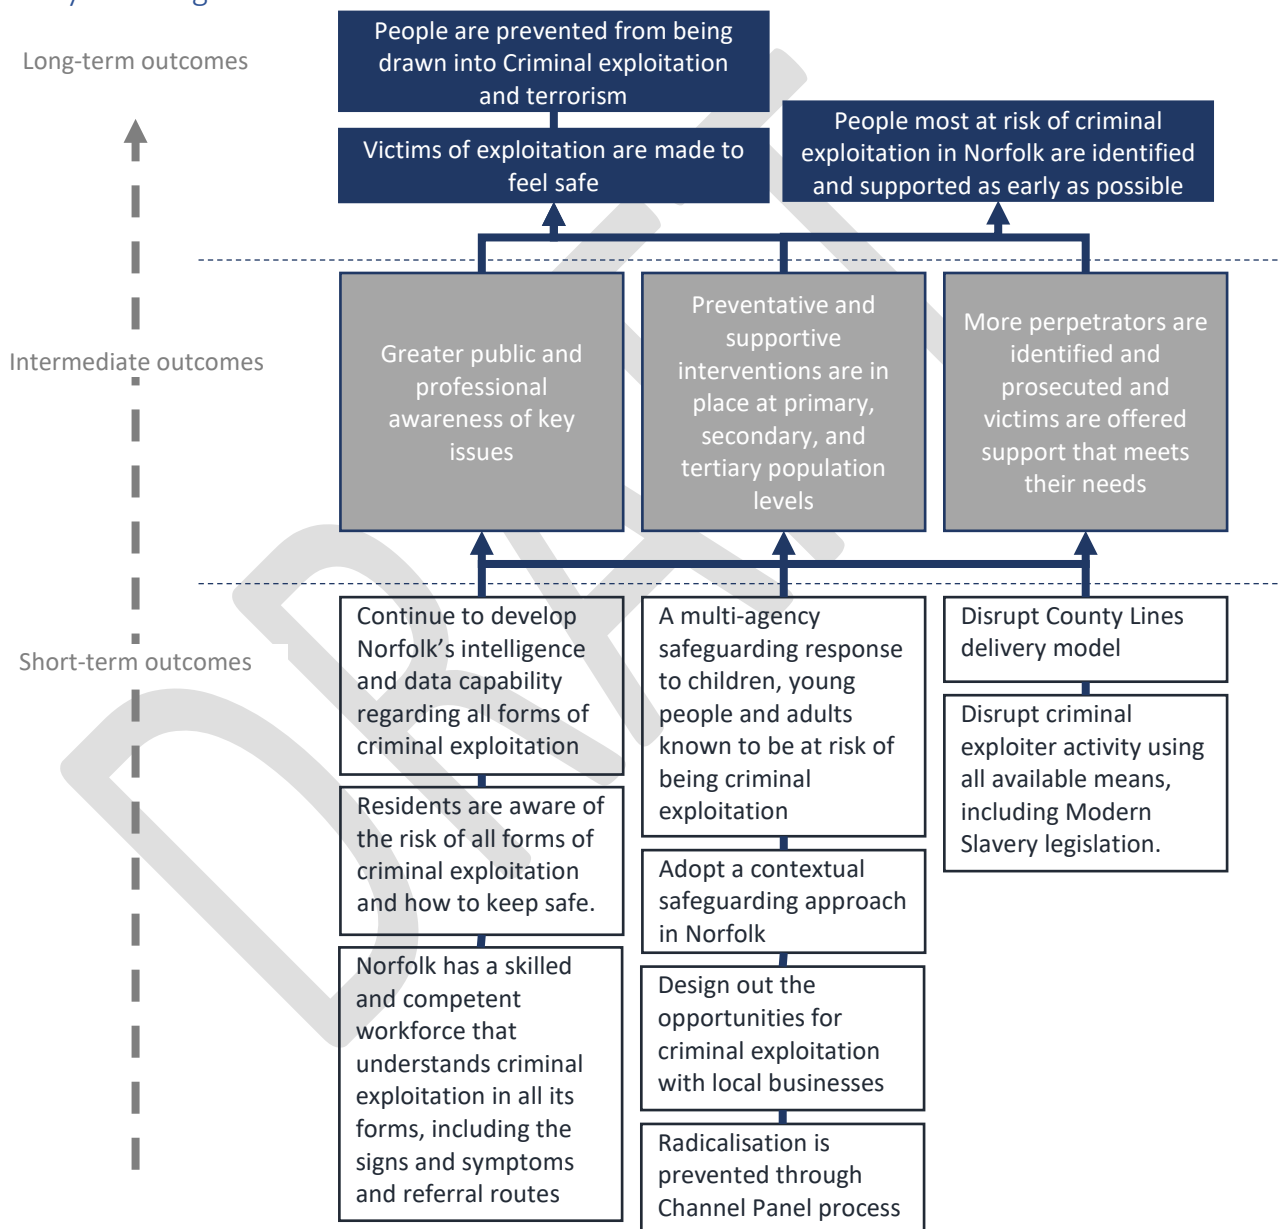 Long-term outcomes
People are prevented from being
drawn into Criminal exploitation
and terrorism
Victims of exploitation are made to
feel safe
People most at risk of criminal
exploitation in Norfolk are identified
and supported as early as possible
Intermediate outcomes
Greater public and
professional
awareness of key
issues
Preventative and
supportive
interventions are in
place at primary,
secondary, and
tertiary population
levels
More perpetrators are
identified and
prosecuted and
victims are offered
support that meets
their needs
Short-term outcomes
Continue to develop
Norfolk’s intelligence
and data capability
regarding all forms of
criminal exploitation
Residents are aware of
the risk of all forms of
criminal exploitation
and how to keep safe.
Norfolk has a skilled
and competent
workforce that
understands criminal
exploitation in all its
forms, including the
signs and symptoms
and referral routes
A multi-agency
safeguarding response
to children, young
people and adults
known to be at risk of
being criminal
exploitation
Adopt a contextual
safeguarding approach
in Norfolk
Design out the
opportunities for
criminal exploitation
with local businesses
Radicalisation is
prevented through
Channel Panel process
Disrupt County Lines
delivery model
Disrupt criminal
exploiter activity using
all available means,
including Modern
Slavery legislation.
DRAFT